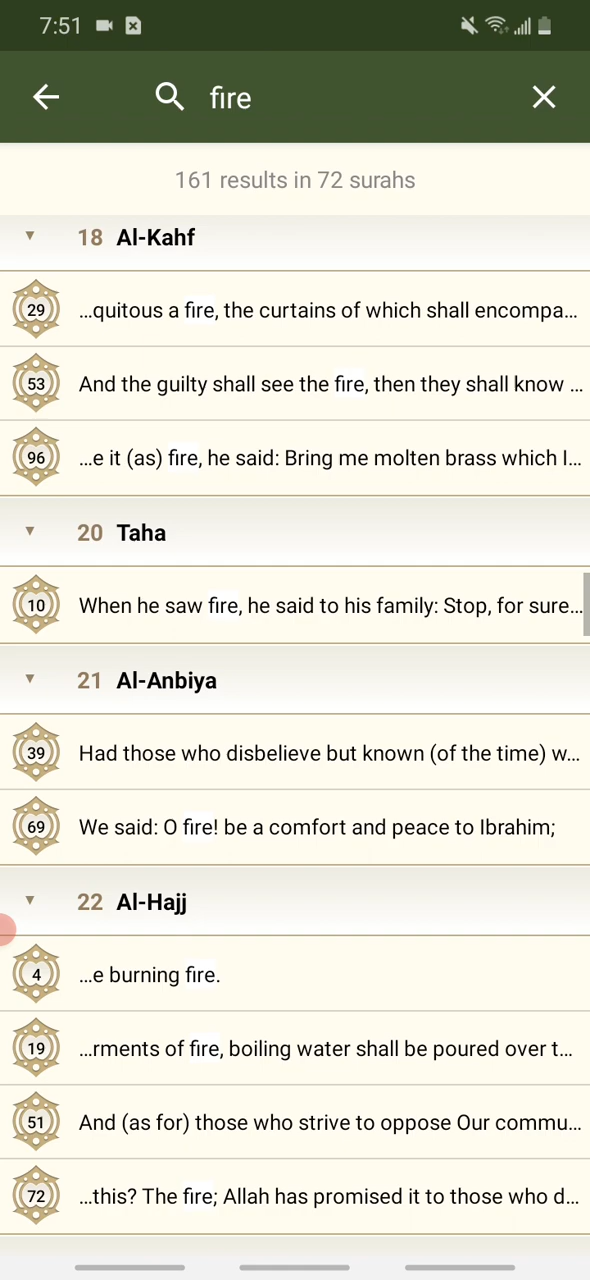 7:51
fire
161 results in 72 surahs
18 Al-Kahf
29 ...quitous a fire, the curtains of which shall encompa...
53 And the guilty shall see the fire, then they shall know ...
96 ...e it (as) fire, he said: Bring me molten brass which I...
20 Taha
10 When he saw fire, he said to his family: Stop, for sure...
21 Al-Anbiya
39 Had those who disbelieve but known (of the time) w...
69 We said: O fire! be a comfort and peace to Ibrahim;
22 Al-Hajj
4 ...e burning fire.
19 ...rments of fire, boiling water shall be poured over t...
51 And (as for) those who strive to oppose Our commu...
72 ...this? The fire; Allah has promised it to those who d...